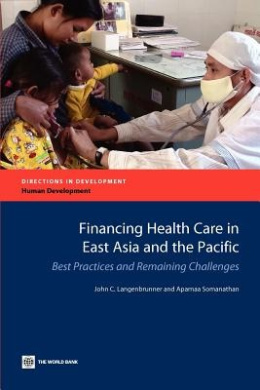 DIRECTIONS IN DEVELOPMENT
Human Development
Financing Health Care in
East Asia and the Pacific
Best Practices and Remaining Challenges
John C. Langenbrunner and Aparnaa Somanathan
THE WORLD BANK